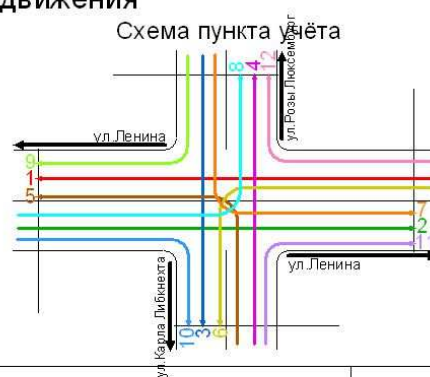 движения
Схема пункта учёта
ул.Розы Люксембург
8 4 12
ул.Ленина
9
1
5
7
2
ул.Ленина
ул.Карла Либкнехта
10 3 6